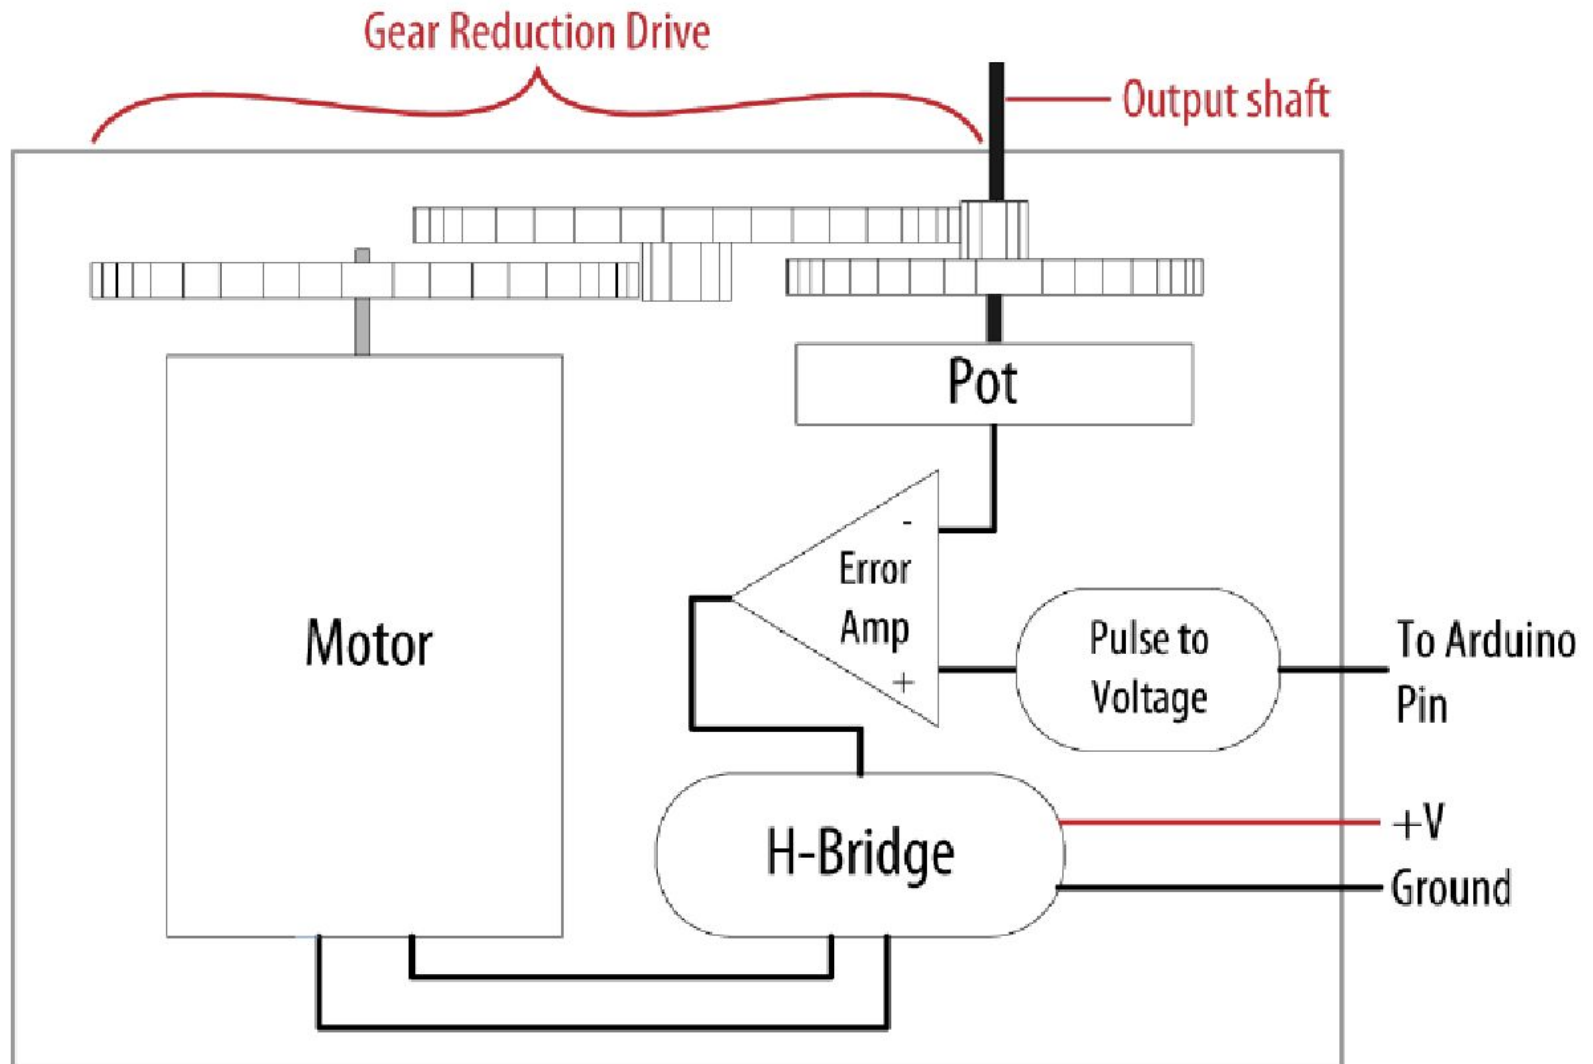 Gear Reduction Drive
Output shaft
Pot
-
Error
Amp
+
Motor
Pulse to
Voltage
To Arduino
Pin
H-Bridge
+V
Ground